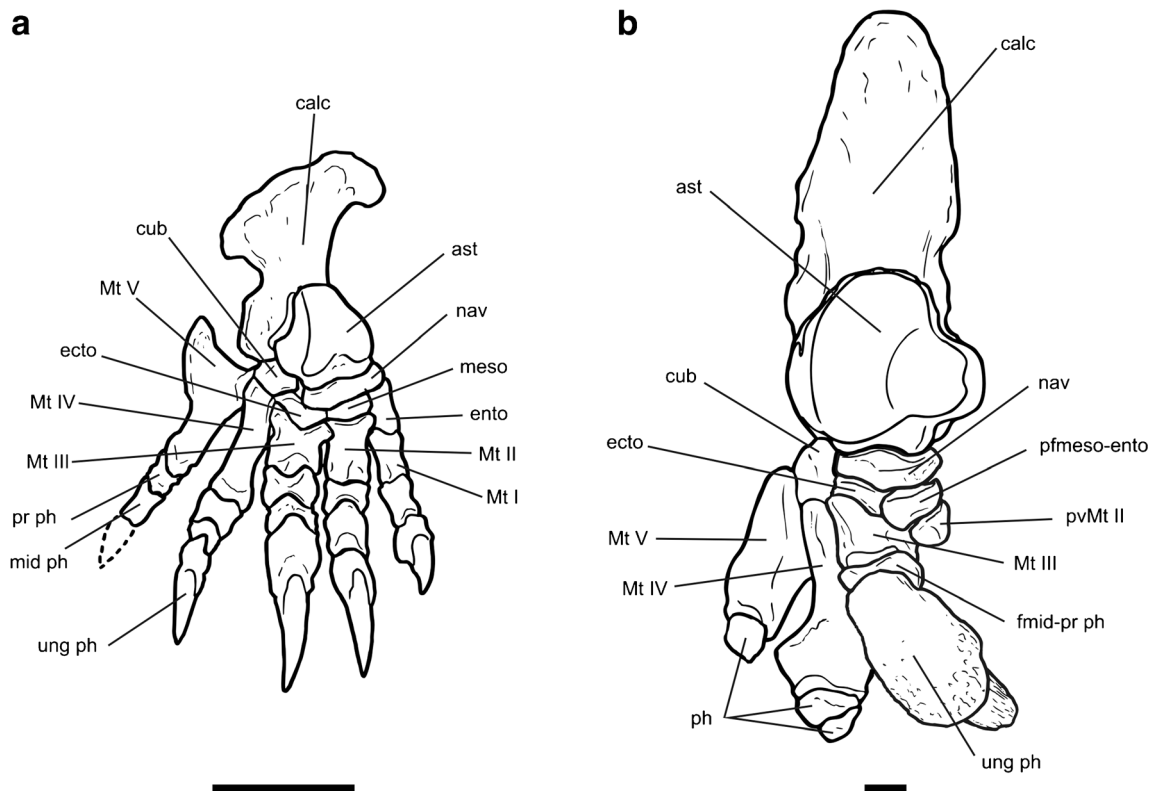 a
calc
cub
ast
Mt V
nav
ecto
meso
Mt IV
ento
Mt III
Mt II
Mt I
pr ph
mid ph
ung ph
b
calc
ast
cub
nav
ecto
pfmeso-ento
pvMt II
Mt V
Mt III
Mt IV
fmid-pr ph
ph
ung ph